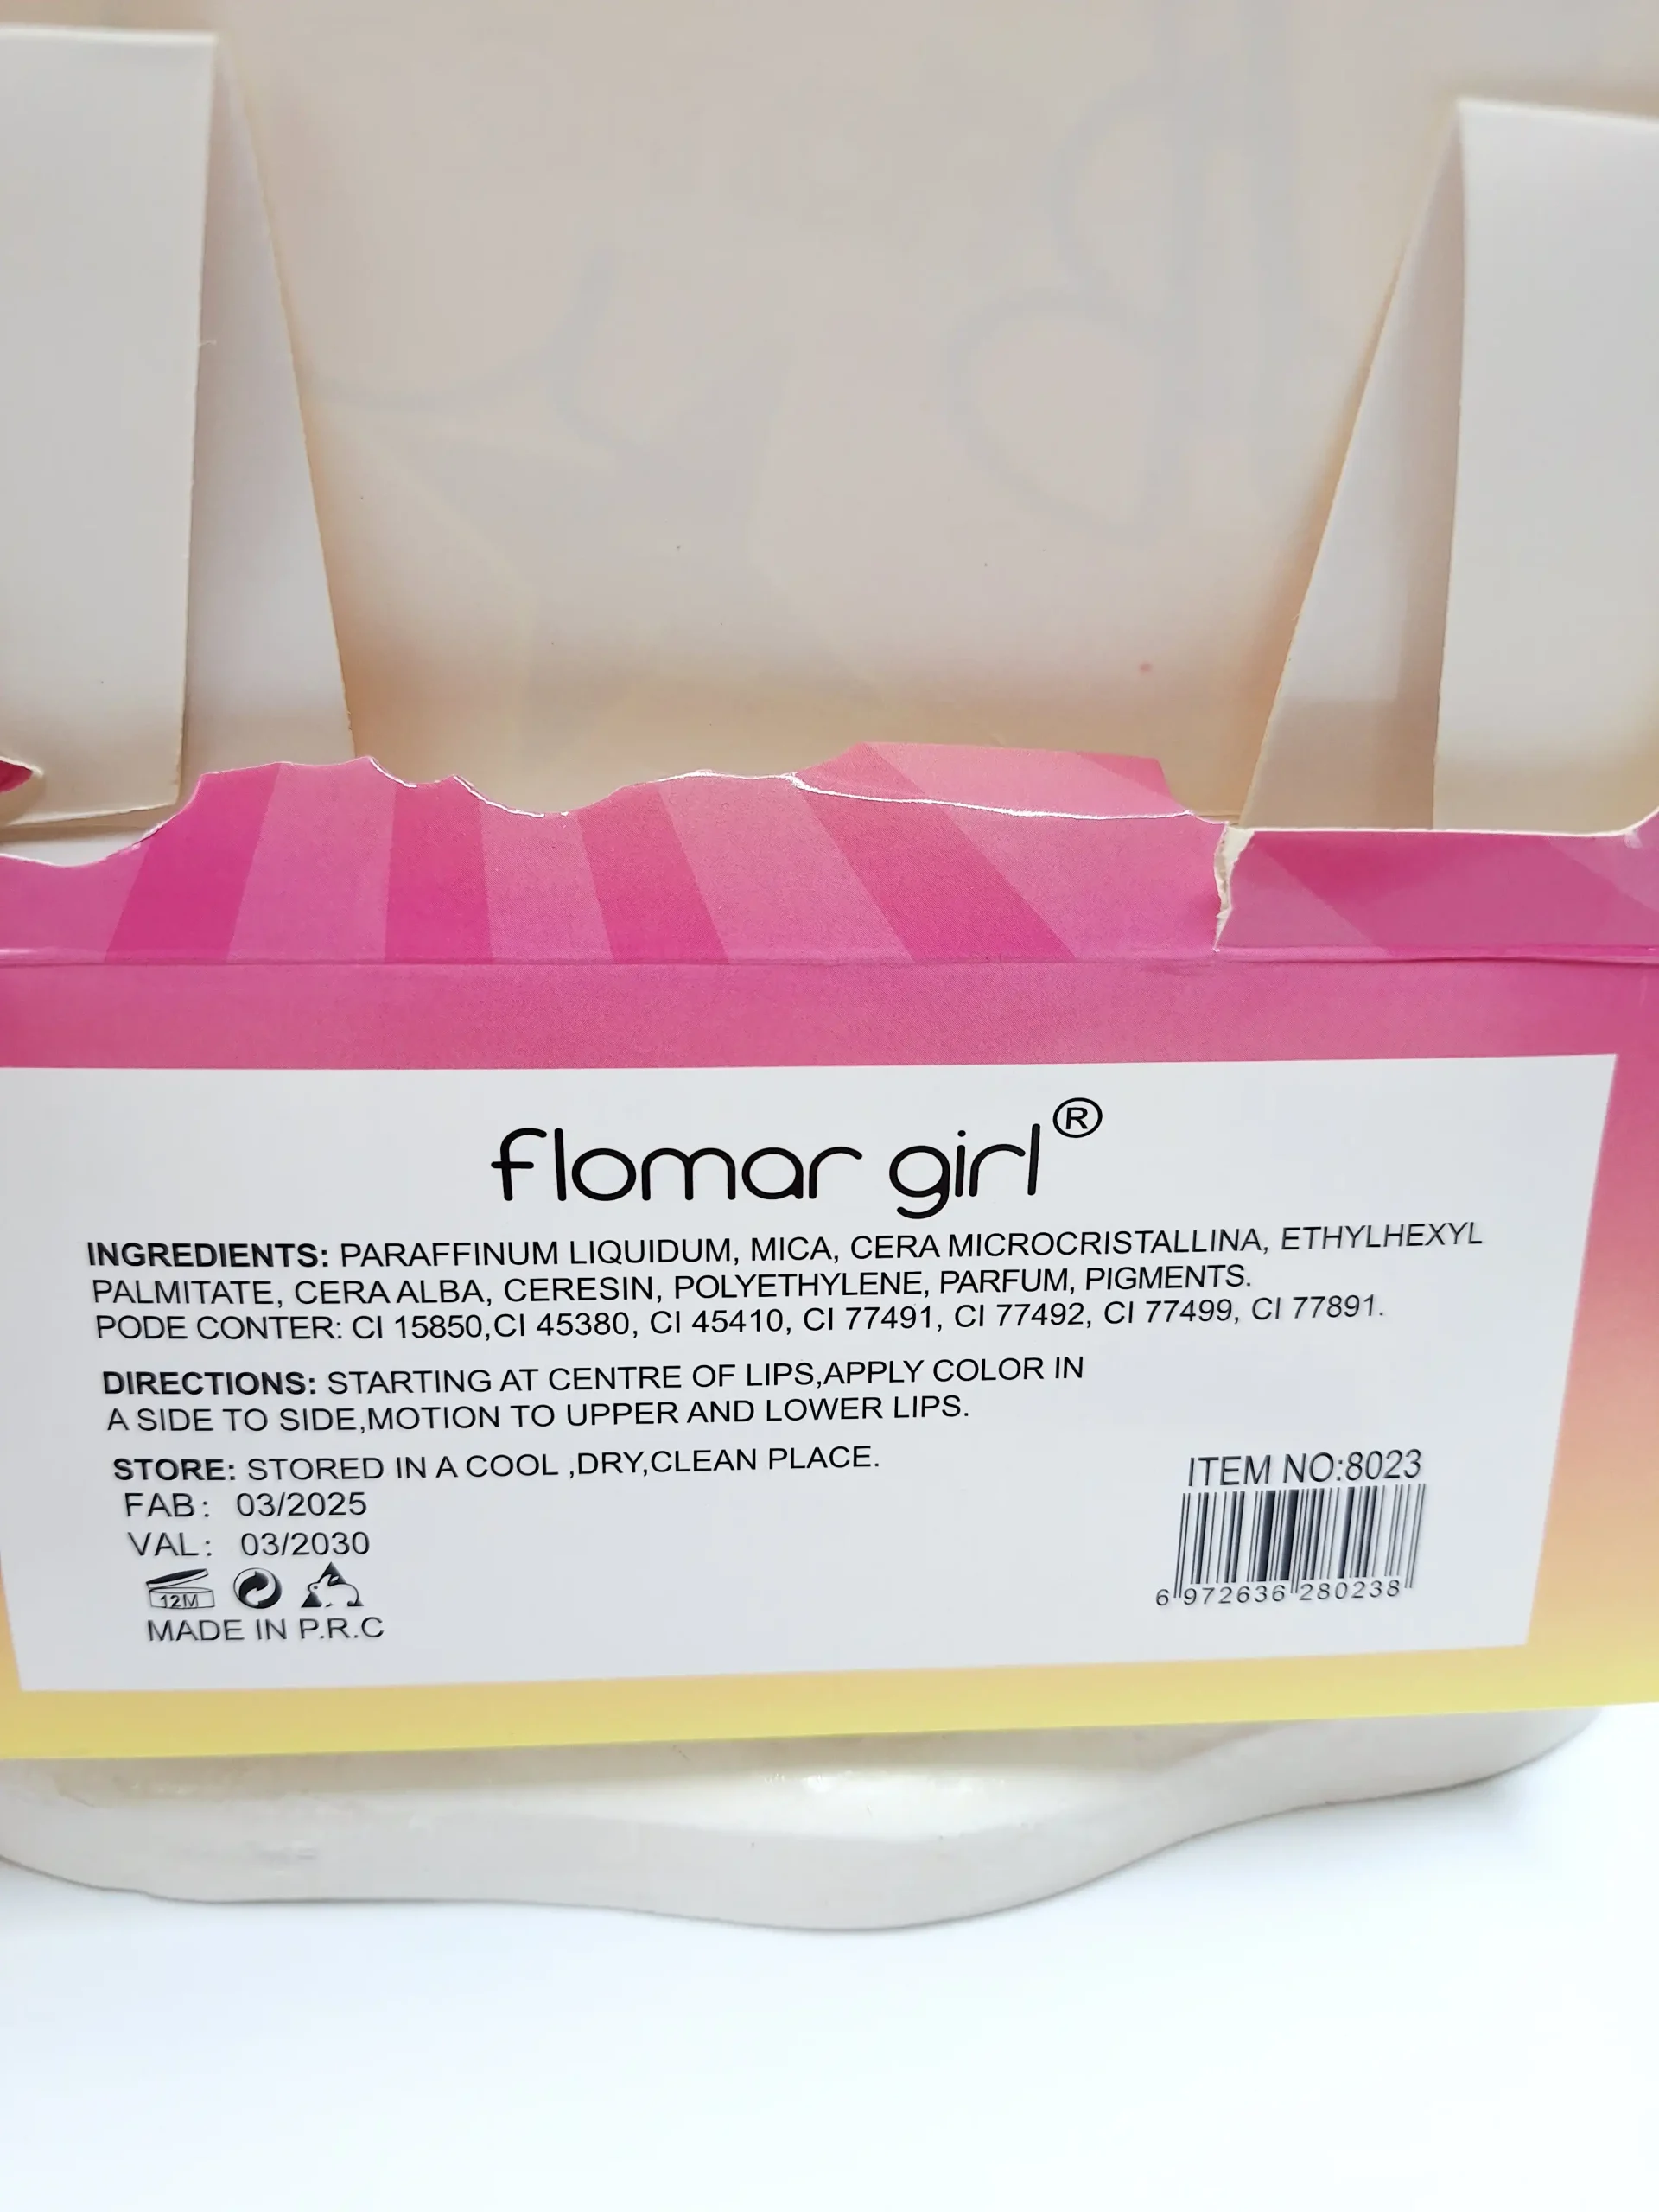 flomar girl®
INGREDIENTS: PARAFFINUM LIQUIDUM, MICA, CERA MICROCRISTALLINA, ETHYLHEXYL
PALMITATE, CERA ALBA, CERESIN, POLYETHYLENE, PARFUM, PIGMENTS.
PODE CONTER: CI 15850,CI 45380, CI 45410, CI 77491, CI 77492, CI 77499, CI 77891.
DIRECTIONS: STARTING AT CENTRE OF LIPS,APPLY COLOR IN
A SIDE TO SIDE,MOTION TO UPPER AND LOWER LIPS.
STORE: STORED IN A COOL ,DRY,CLEAN PLACE.
FAB: 03/2025
VAL: 03/2030
12M
MADE IN P.R.C
ITEM NO:8023
6 972636 280238